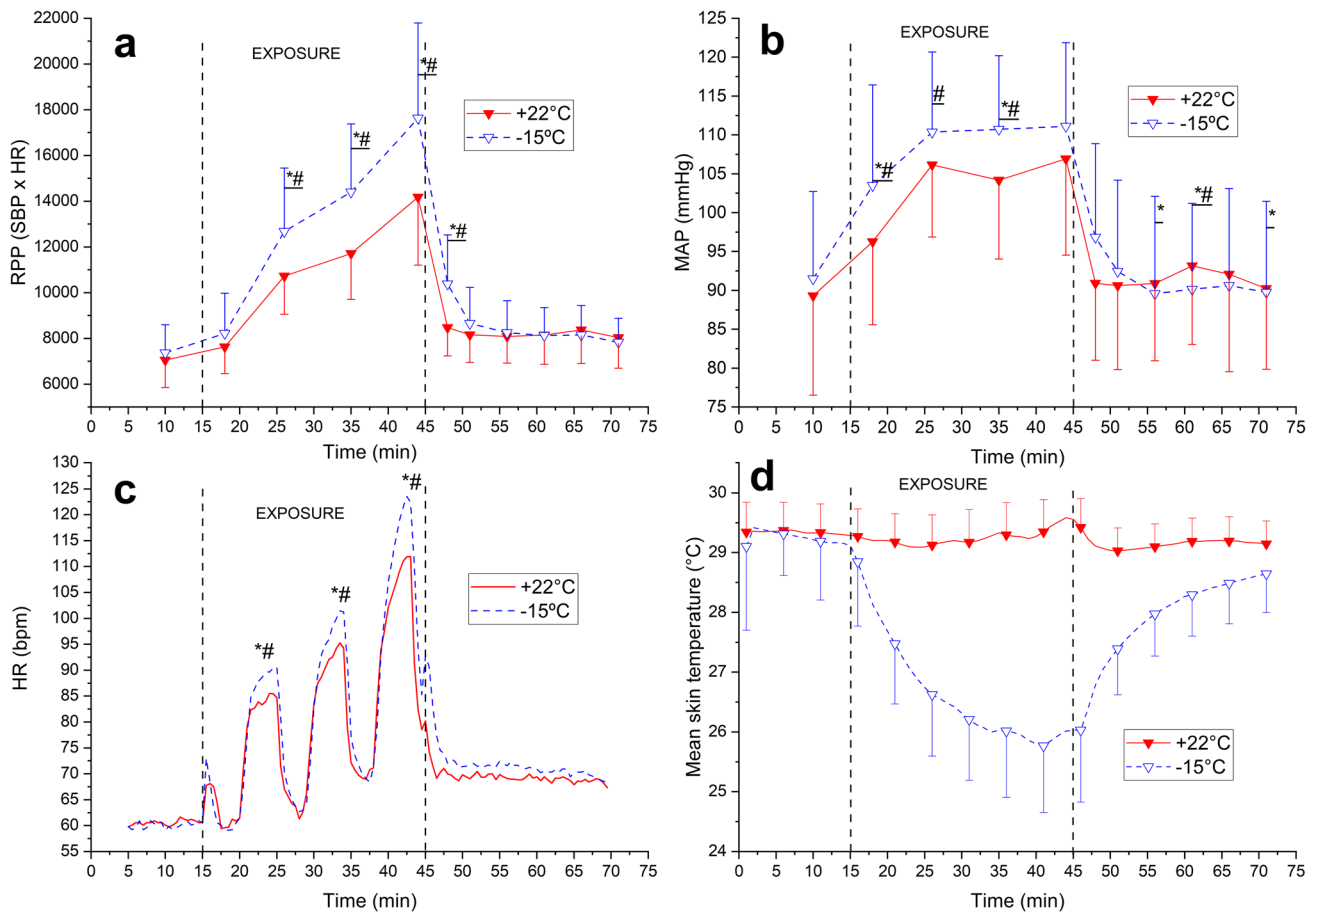 a
EXPOSURE
*#
*#
*#
*#
+22°C
-15ºC
RPP (SBP x HR)
22000
20000
18000
16000
14000
12000
10000
8000
6000
0 5 10 15 20 25 30 35 40 45 50 55 60 65 70 75
Time (min)
b
EXPOSURE
*#
#
*#
*
*#
*
+22°C
-15°C
MAP (mmHg)
125
120
115
110
105
100
95
90
85
80
75
0 5 10 15 20 25 30 35 40 45 50 55 60 65 70 75
Time (min)
c
EXPOSURE
*#
*#
*#
+22°C
-15ºC
HR (bpm)
130
125
120
115
110
105
100
95
90
85
80
75
70
65
60
55
0 5 10 15 20 25 30 35 40 45 50 55 60 65 70 75
Time (min)
d
EXPOSURE
+22°C
-15°C
Mean skin temperature (°C)
30
29
28
27
26
25
24
0 5 10 15 20 25 30 35 40 45 50 55 60 65 70 75
Time (min)